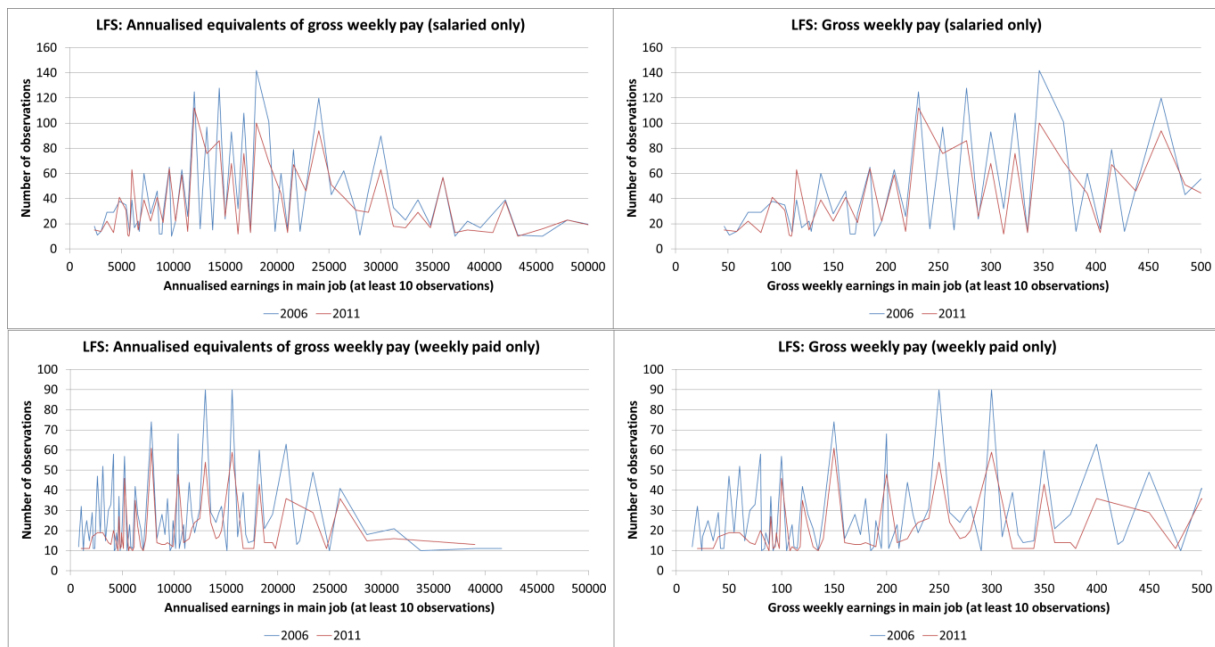 LFS: Annualised equivalents of gross weekly pay (salaried only)
Number of observations
160
140
120
100
80
60
40
20
0
0 5000 10000 15000 20000 25000 30000 35000 40000 45000 50000
Annualised earnings in main job (at least 10 observations)
2006 2011
LFS: Gross weekly pay (salaried only)
Number of observations
160
140
120
100
80
60
40
20
0
0 50 100 150 200 250 300 350 400 450 500
Gross weekly earnings in main job (at least 10 observations)
2006 2011
LFS: Annualised equivalents of gross weekly pay (weekly paid only)
Number of observations
100
90
80
70
60
50
40
30
20
10
0
0 5000 10000 15000 20000 25000 30000 35000 40000 45000 50000
Annualised earnings in main job (at least 10 observations)
2006 2011
LFS: Gross weekly pay (weekly paid only)
Number of observations
100
90
80
70
60
50
40
30
20
10
0
0 50 100 150 200 250 300 350 400 450 500
Gross weekly earnings in main job (at least 10 observations)
2006 2011